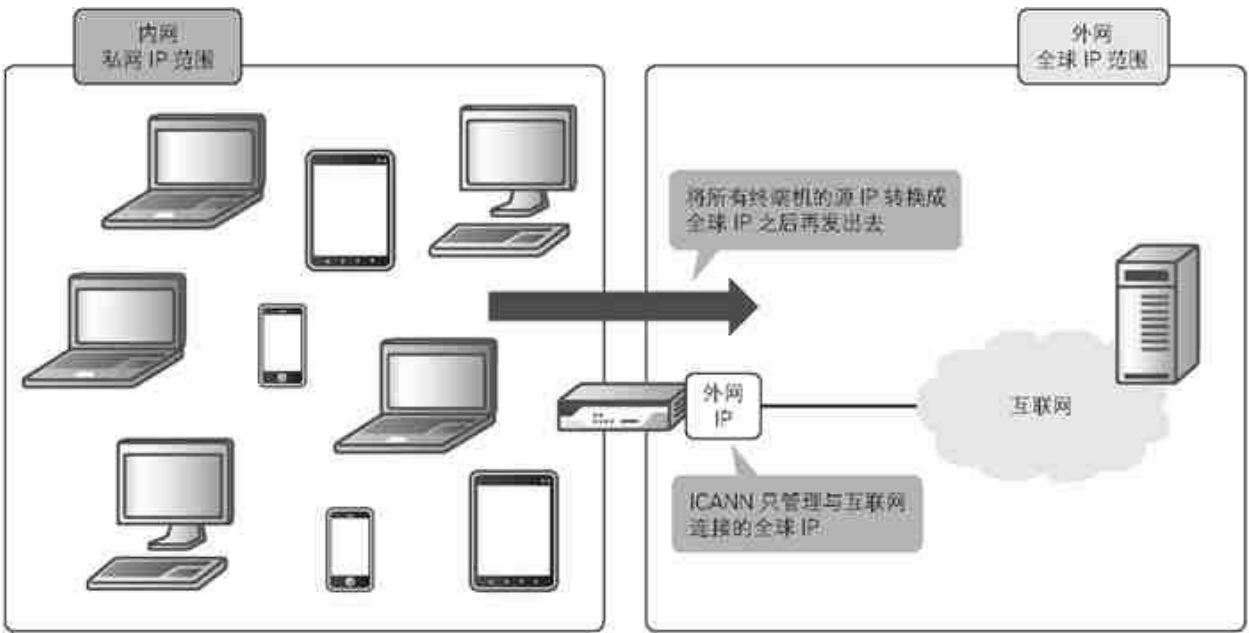 内网
私网 IP 范围
外网
全球 IP 范围
将所有终端机的源 IP 转换成
全球 IP 之后再发出去
外网
IP
互联网
ICANN 只管理与互联网
连接的全球 IP